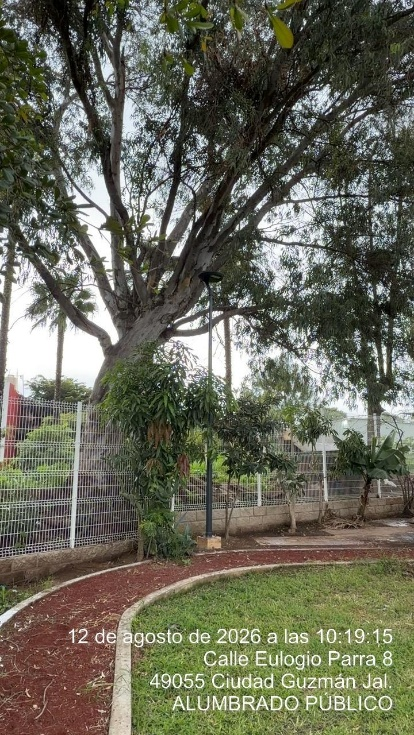 12 de agosto de 2026 a las 10:19:15
Calle Eulogio Parra 8
49055 Ciudad Guzmán Jal.
ALUMBRADO PÚBLICO